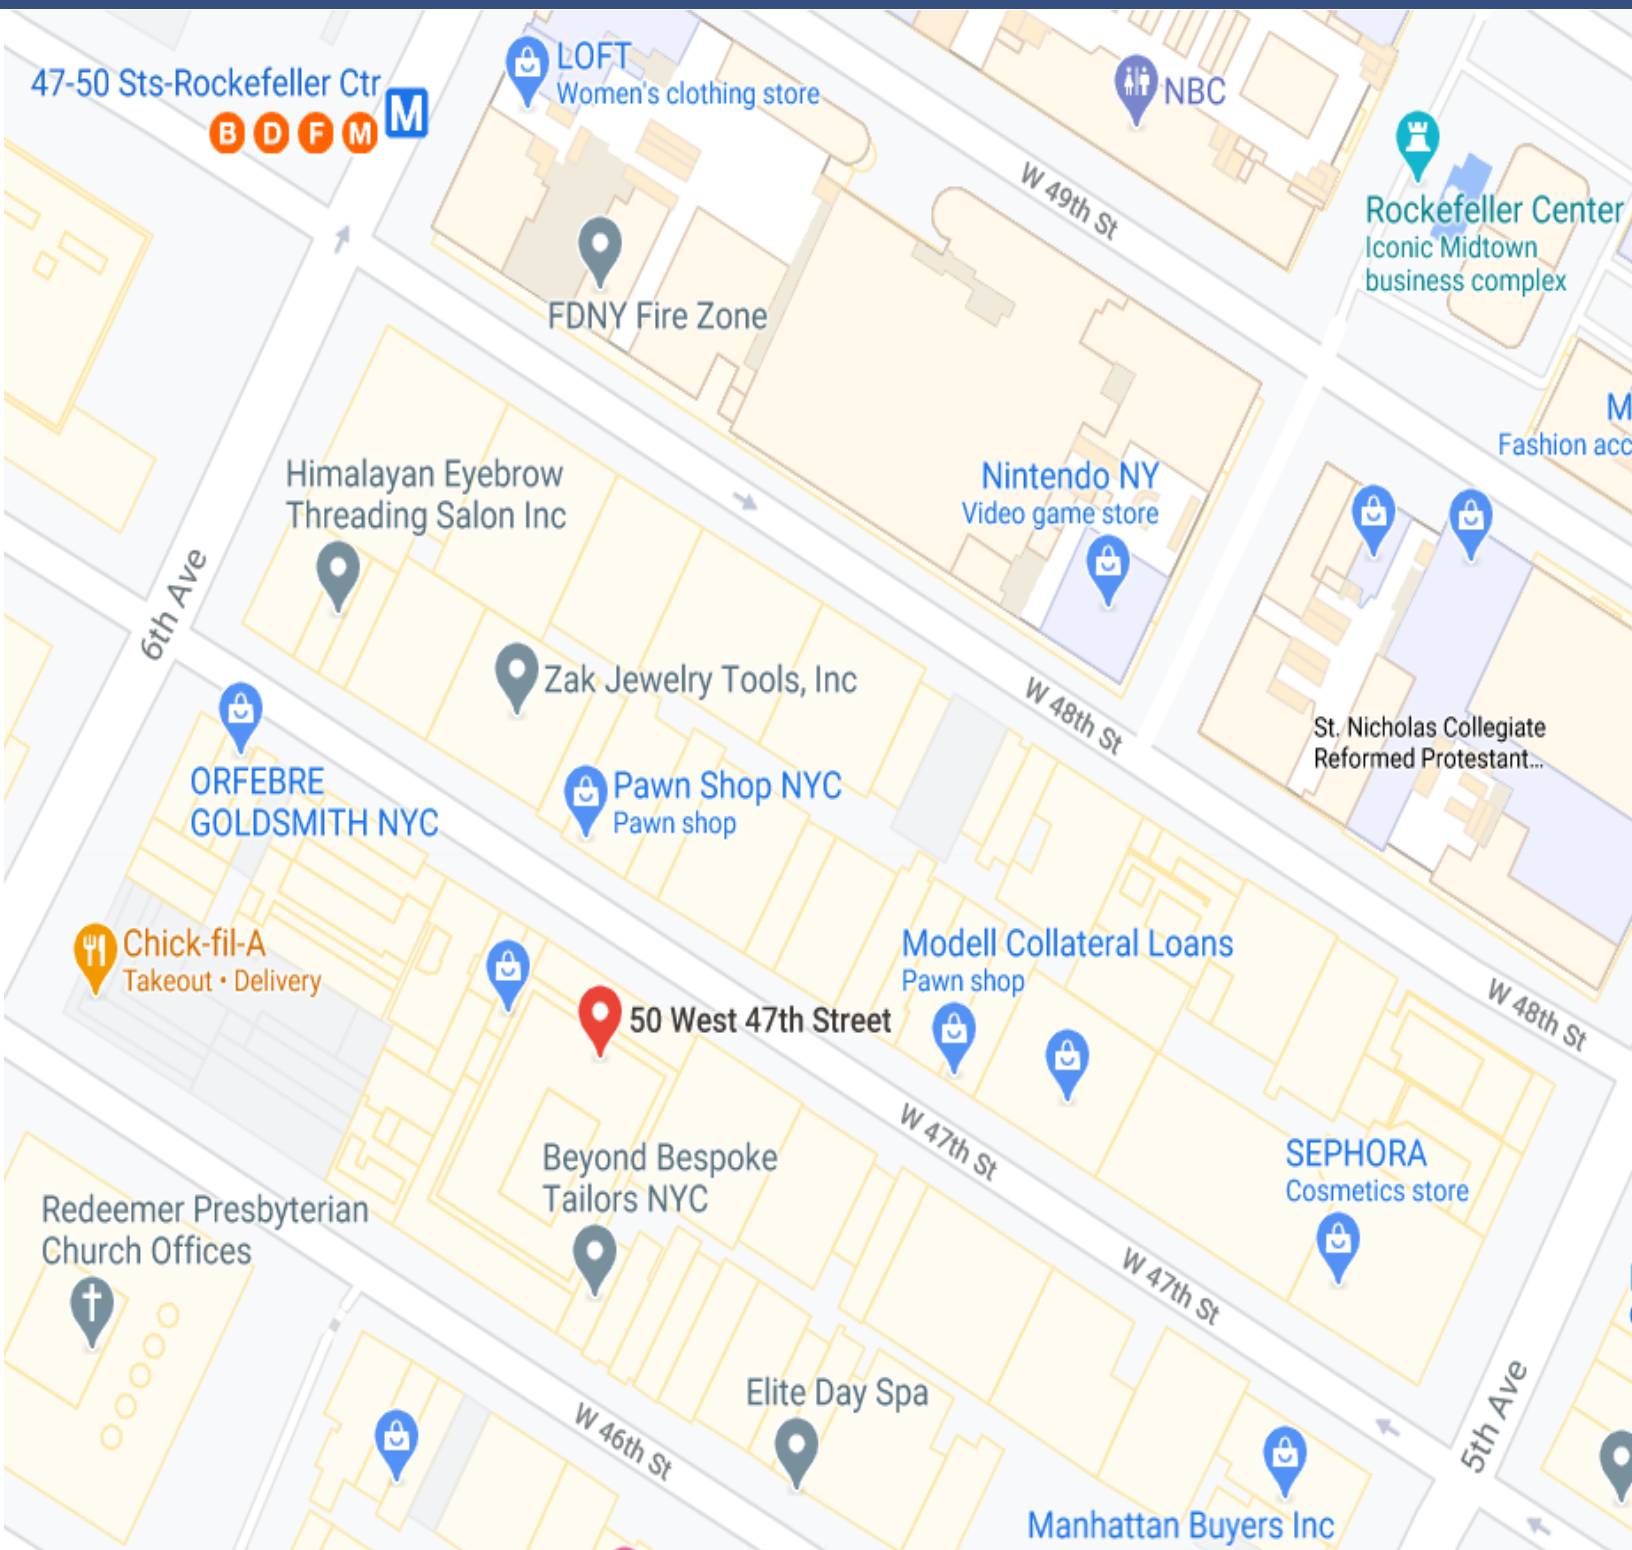 LOFT
Women's clothing store
47-50 Sts-Rockefeller Ctr
M
B D F M
NBC
W 49th St
Rockefeller Center
Iconic Midtown
business complex
FDNY Fire Zone
M
Fashion acc
Himalayan Eyebrow
Threading Salon Inc
Nintendo NY
Video game store
6th Ave
Zak Jewelry Tools, Inc
W 48th St
St. Nicholas Collegiate
Reformed Protestant...
ORFEBRE
GOLDSMITH NYC
Pawn Shop NYC
Pawn shop
Chick-fil-A
Takeout • Delivery
Modell Collateral Loans
Pawn shop
50 West 47th Street
W 48th St
W 47th St
Beyond Bespoke
Tailors NYC
SEPHORA
Cosmetics store
Redeemer Presbyterian
Church Offices
W 47th St
Elite Day Spa
5th Ave
W 46th St
Manhattan Buyers Inc